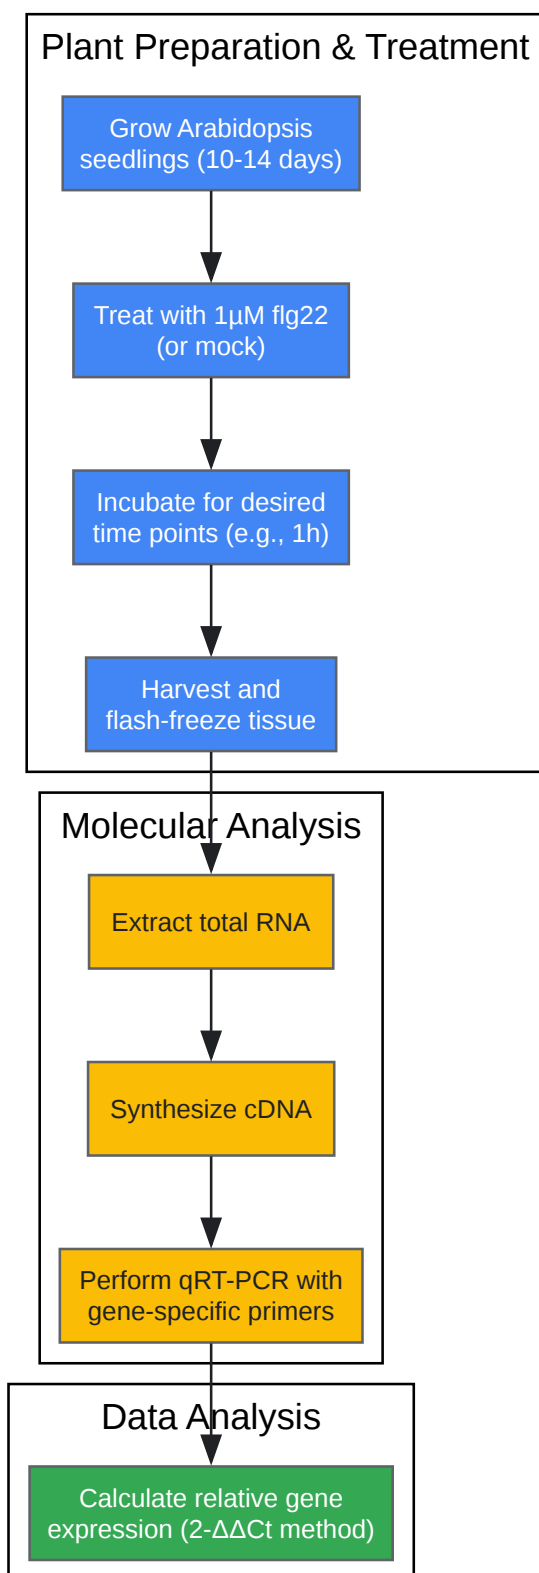 Plant Preparation & Treatment
Grow Arabidopsis
seedlings (10-14 days)
Treat with 1µM flg22
(or mock)
Incubate for desired
time points (e.g., 1h)
Harvest and
flash-freeze tissue
Molecular Analysis
Extract total RNA
Synthesize cDNA
Perform qRT-PCR with
gene-specific primers
Data Analysis
Calculate relative gene
expression (2-ΔΔCt method)